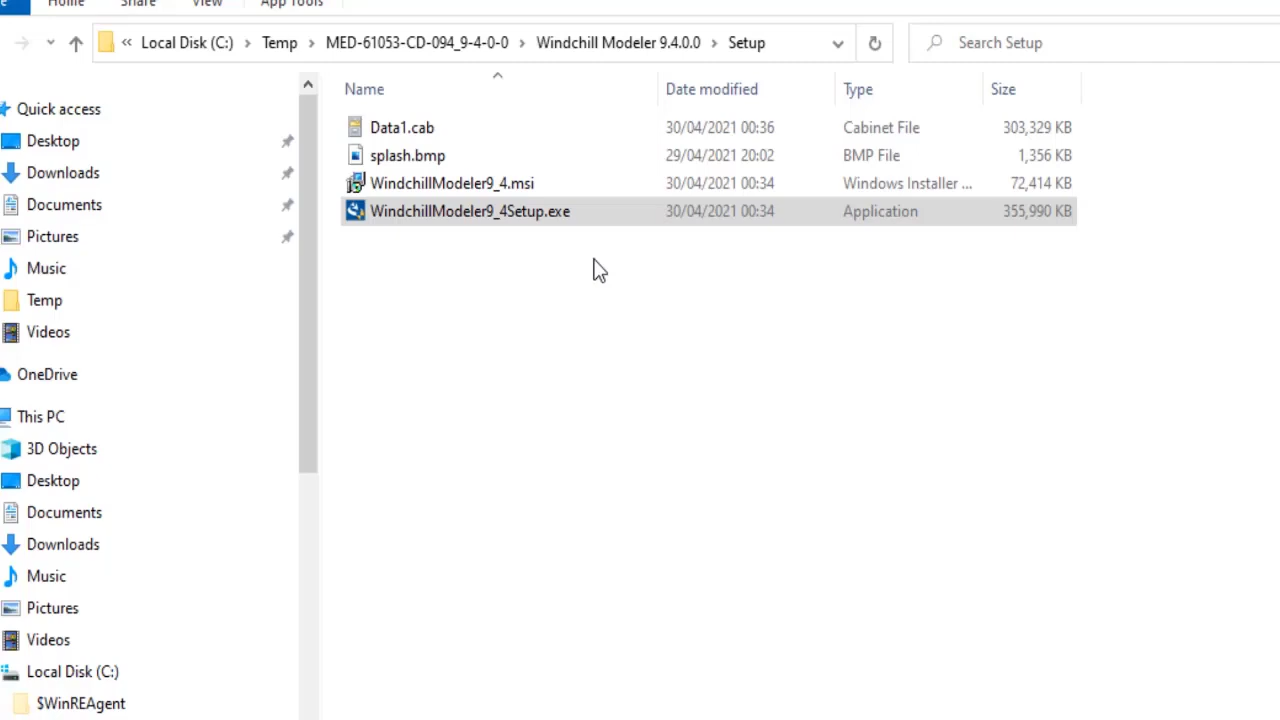 Home Share View App Tools
« Local Disk (C:) > Temp > MED-61053-CD-094_9-4-0-0 > Windchill Modeler 9.4.0.0 > Setup
Search Setup
Name Date modified Type Size
Data1.cab 30/04/2021 00:36 Cabinet File 303,329 KB
splash.bmp 29/04/2021 20:02 BMP File 1,356 KB
WindchillModeler9_4.msi 30/04/2021 00:34 Windows Installer ... 72,414 KB
WindchillModeler9_4Setup.exe 30/04/2021 00:34 Application 355,990 KB
Quick access
Desktop
Downloads
Documents
Pictures
Music
Temp
Videos
OneDrive
This PC
3D Objects
Desktop
Documents
Downloads
Music
Pictures
Videos
Local Disk (C:)
$WinREAgent